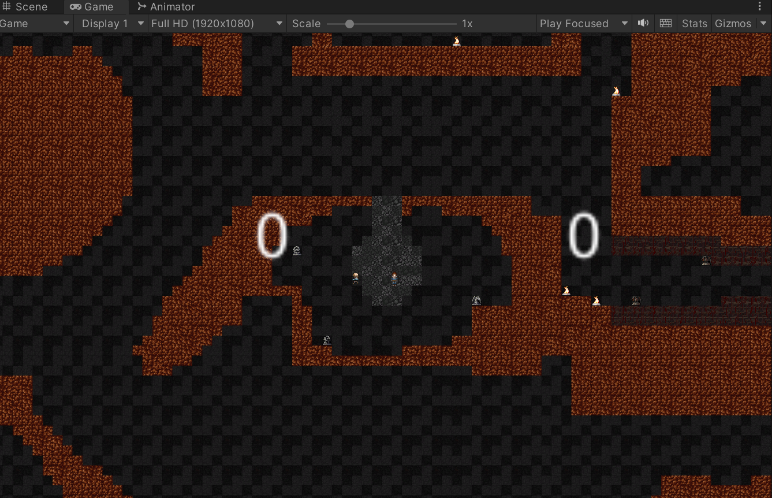 Scene Game Animator
Game Display 1 Full HD (1920x1080) Scale 1x Play Focused Stats Gizmos
0 0